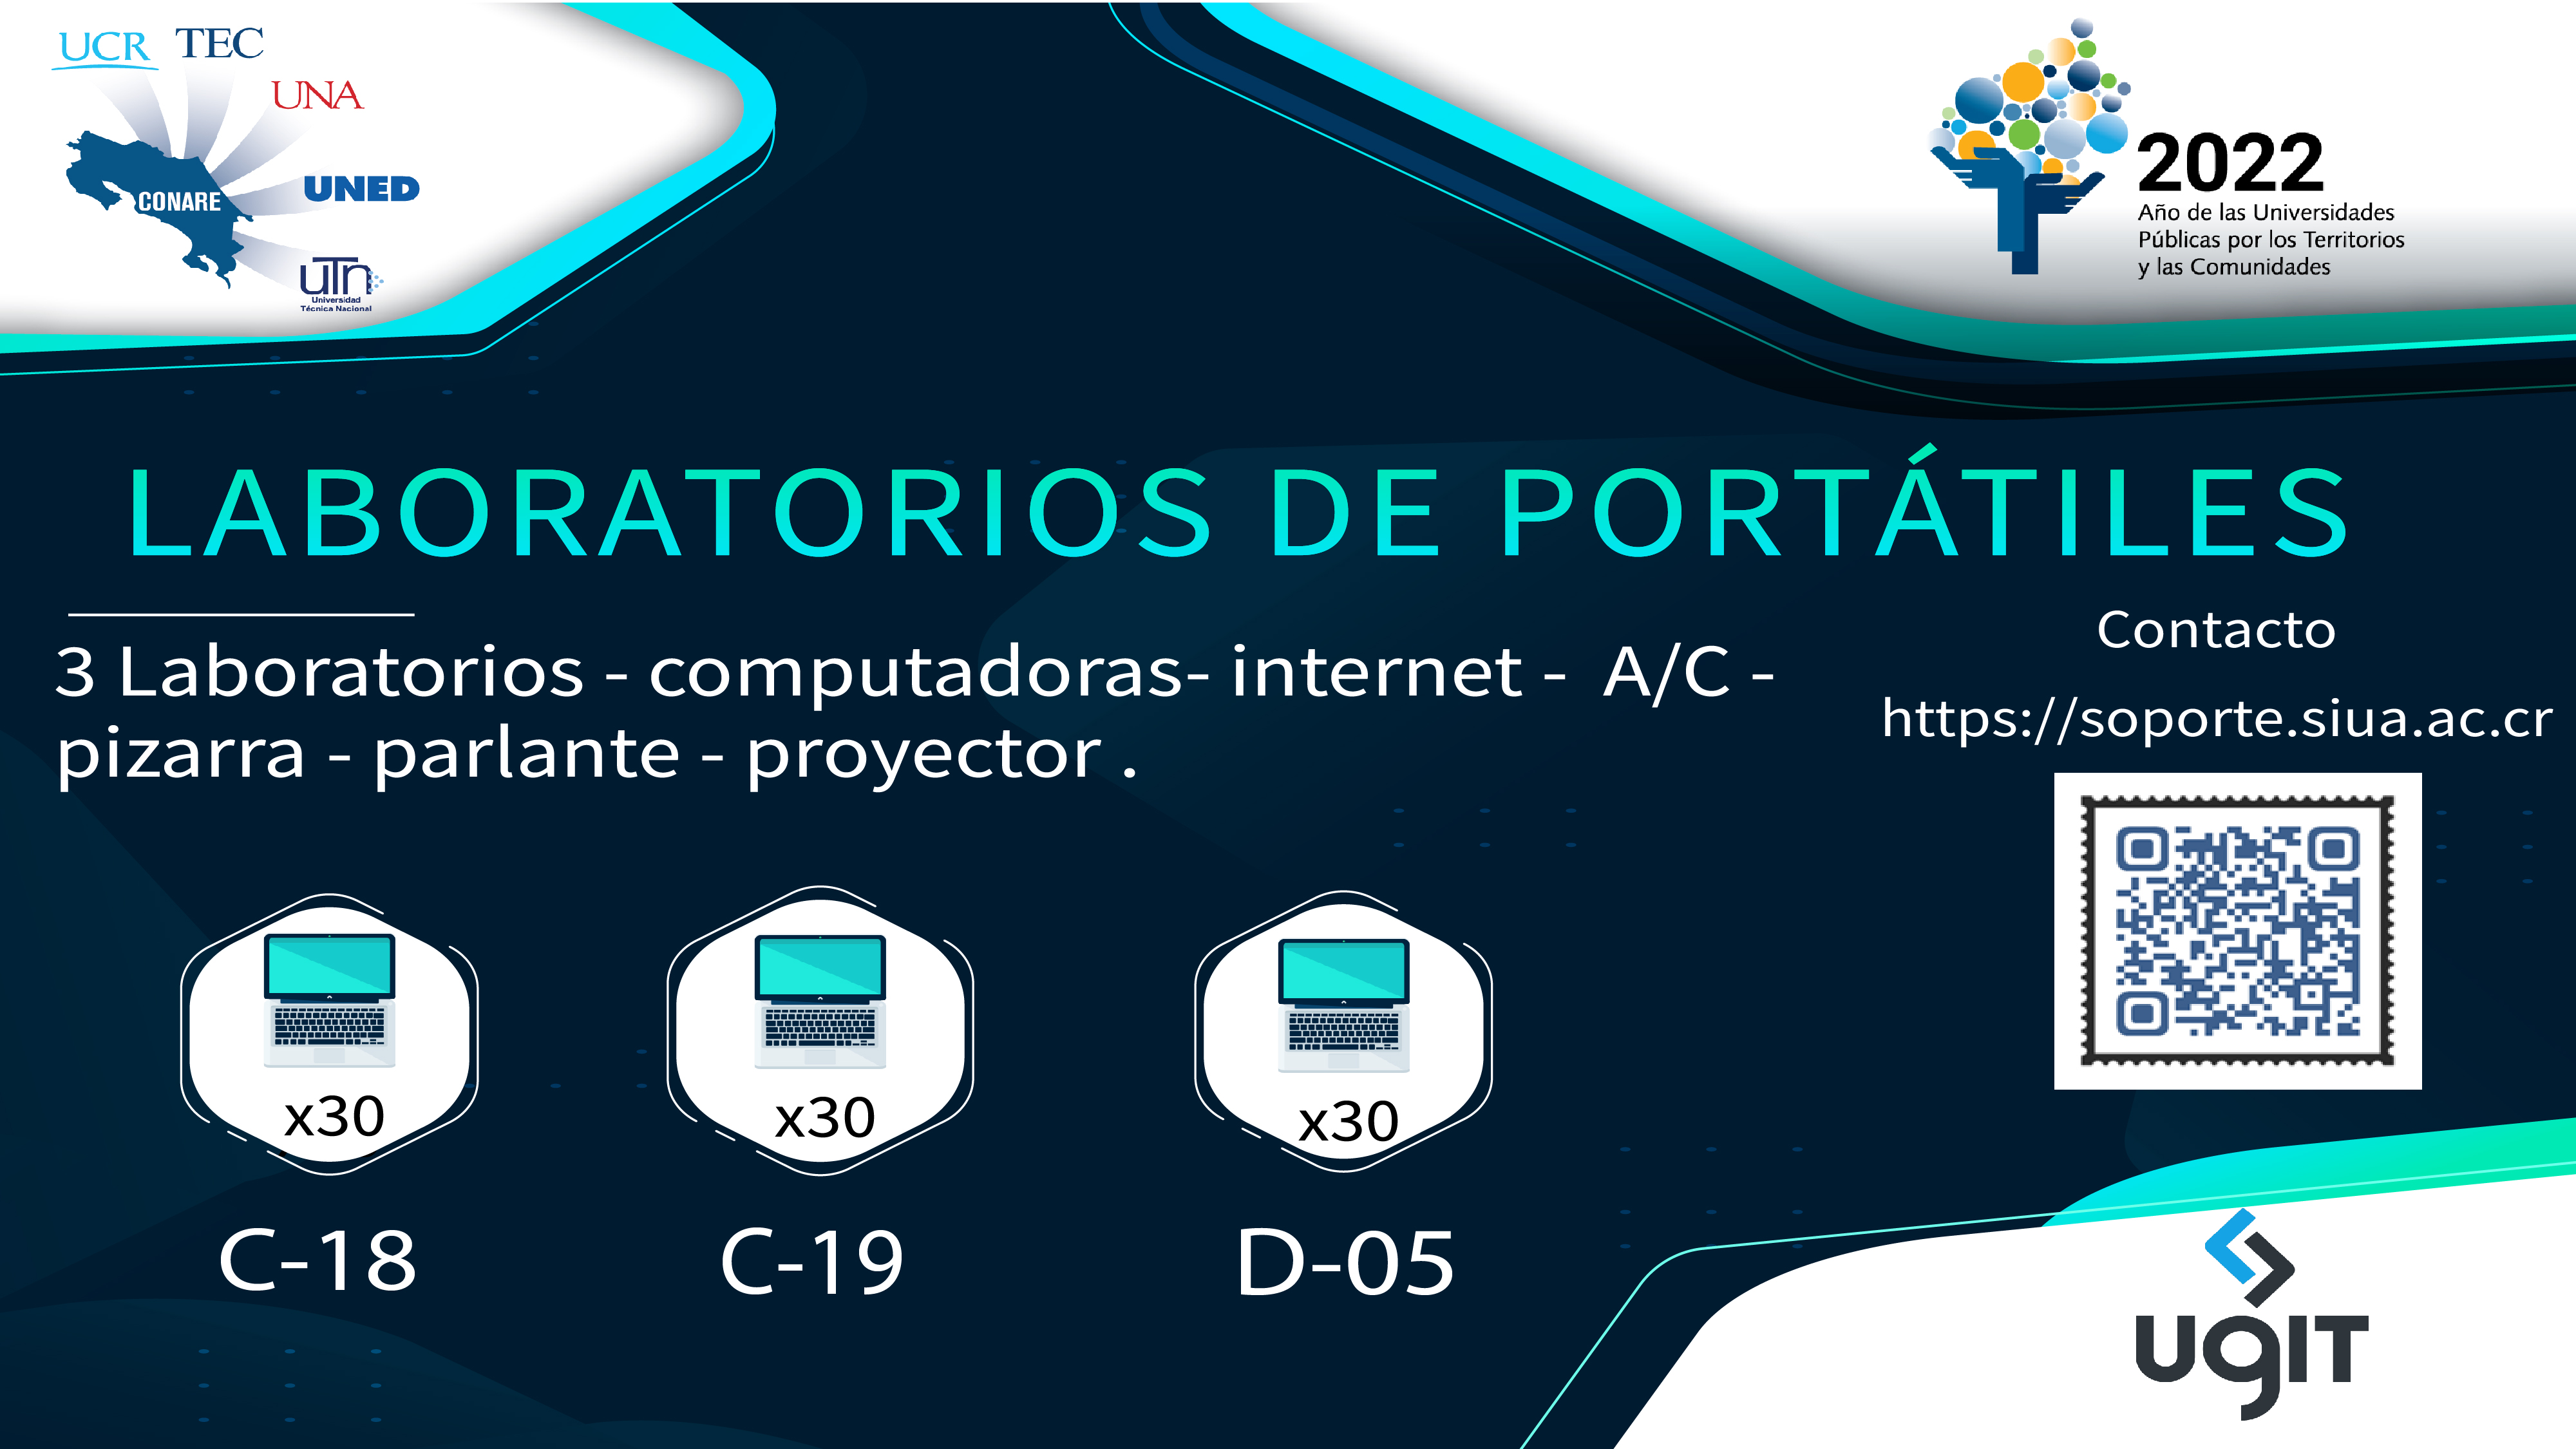 UCR TEC
UNA
CONARE
UNED
UTN
Universidad
Técnica Nacional
2022
Año de las Universidades
Públicas por los Territorios
y las Comunidades
LABORATORIOS DE PORTÁTILES
3 Laboratorios - computadoras- internet - A/C -
pizarra - parlante - proyector .
Contacto
https://soporte.siua.ac.cr
x30
x30
x30
C-18
C-19
D-05
UGIT